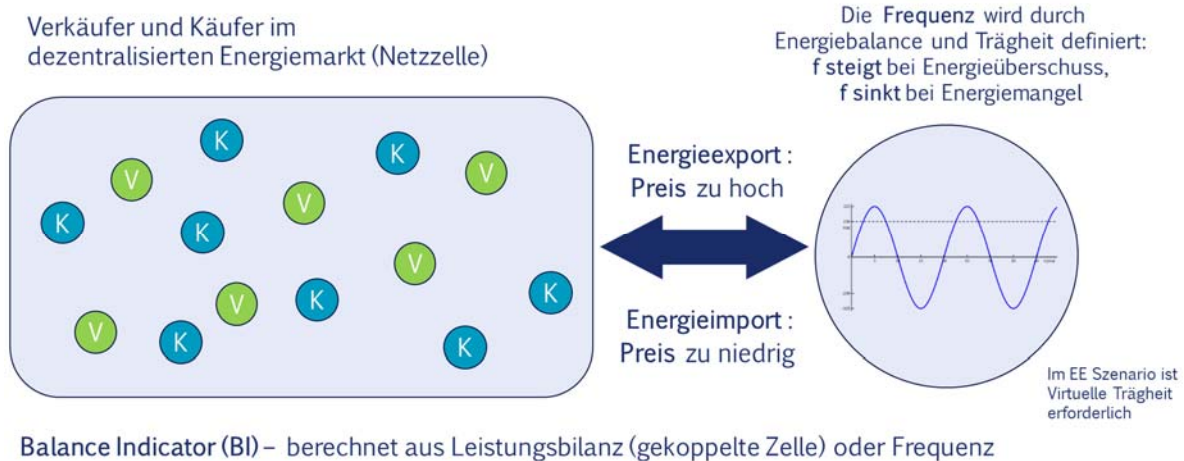 Verkäufer und Käufer im
dezentralisierten Energiemarkt (Netzzelle)
Die Frequenz wird durch
Energiebalance und Trägheit definiert:
f steigt bei Energieüberschuss,
f sinkt bei Energiemangel
K
K
V
V
V
K
K
V
K
V
K
V
K
K
Energieexport :
Preis zu hoch
Energieimport :
Preis zu niedrig
Im EE Szenario ist
Virtuelle Trägheit
erforderlich
Balance Indicator (BI) – berechnet aus Leistungsbilanz (gekoppelte Zelle) oder Frequenz